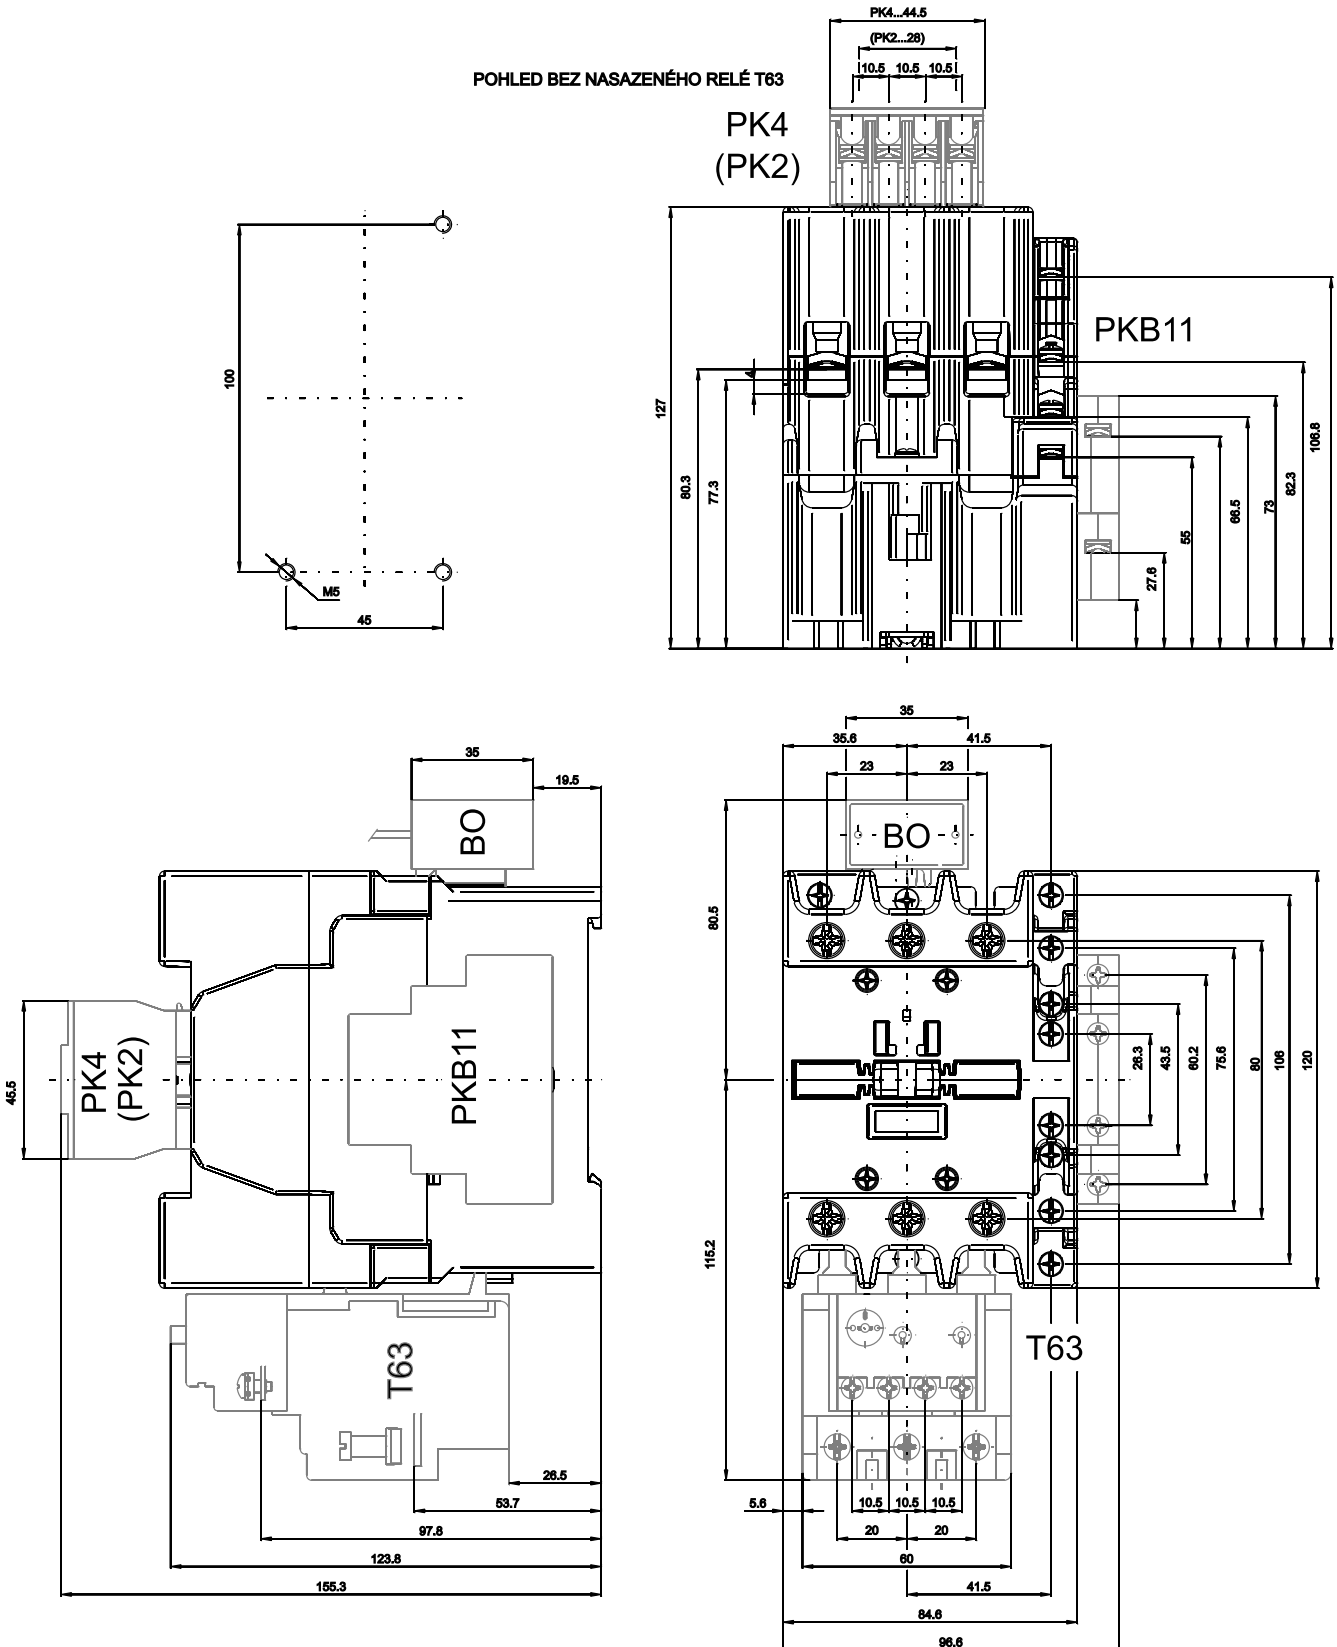 PK4...44.5
(PK2...28)
10.5 10.5 10.5
POHLED BEZ NASAZENÉHO RELÉ T63
PK4
(PK2)
PKB11
100
M5
45
127
80.3
77.3
4
55
27.6
66.5
73
82.3
106.8
35
19.5
BO
PK4
(PK2)
PKB11
T63
45.5
26.5
53.7
97.8
123.8
155.3
35
35.6 41.5
23 23
BO
80.5
115.2
26.3
43.5
60.2
75.6
80
106
120
T63
5.6
10.5 10.5 10.5
20 20
60
41.5
84.6
96.6